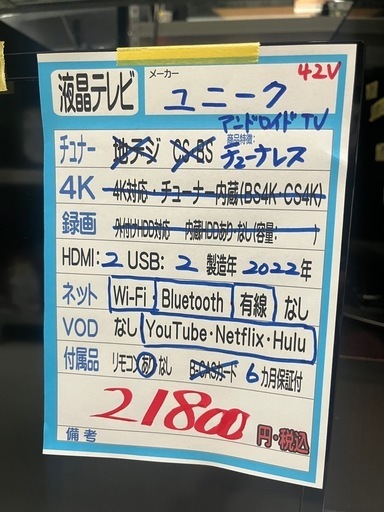 42V
液晶テレビ
メーカー
ユニーク
アンドロイドTV
チュナー 地デジ CS・BS 商品特徴: チューナレス
4K 4K対応・チューナー内蔵(BS4K・CS4K)
録画 外付けHDD対応 内蔵HDDあり・なし(容量: )
HDMI: 2 USB: 2 製造年 2022年
ネット Wi-Fi Bluetooth 有線 なし
VOD なし YouTube・Netflix・Hulu
付属品 リモコン あり なし B-CASカード 6カ月保証付
21800 円・税込
備考